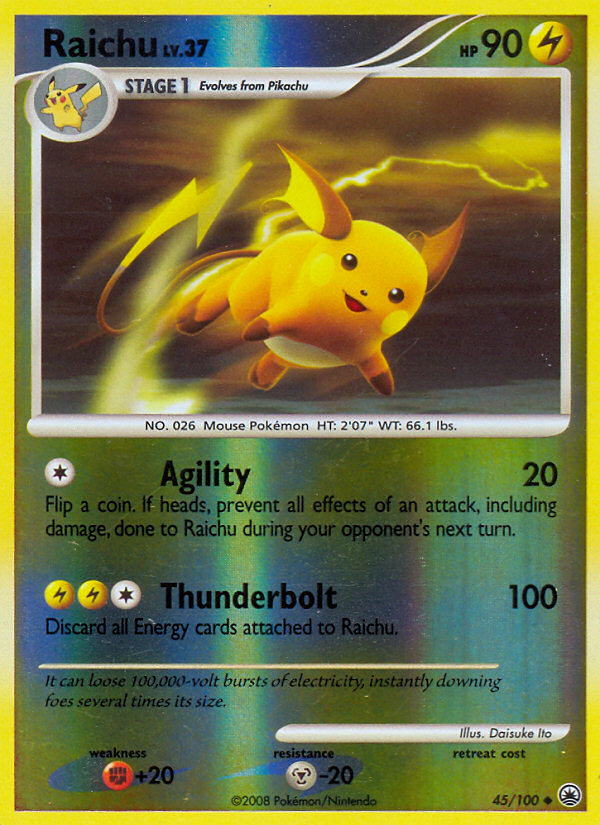 Raichu LV.37
HP 90
STAGE 1 Evolves from Pikachu
NO. 026 Mouse Pokémon HT: 2'07" WT: 66.1 lbs.
Agility 20
Flip a coin. If heads, prevent all effects of an attack, including
damage, done to Raichu during your opponent's next turn.
Thunderbolt 100
Discard all Energy cards attached to Raichu.
It can loose 100,000-volt bursts of electricity, instantly downing
foes several times its size.
Illus. Daisuke Ito
weakness resistance retreat cost
+20 -20
©2008 Pokémon/Nintendo 45/100